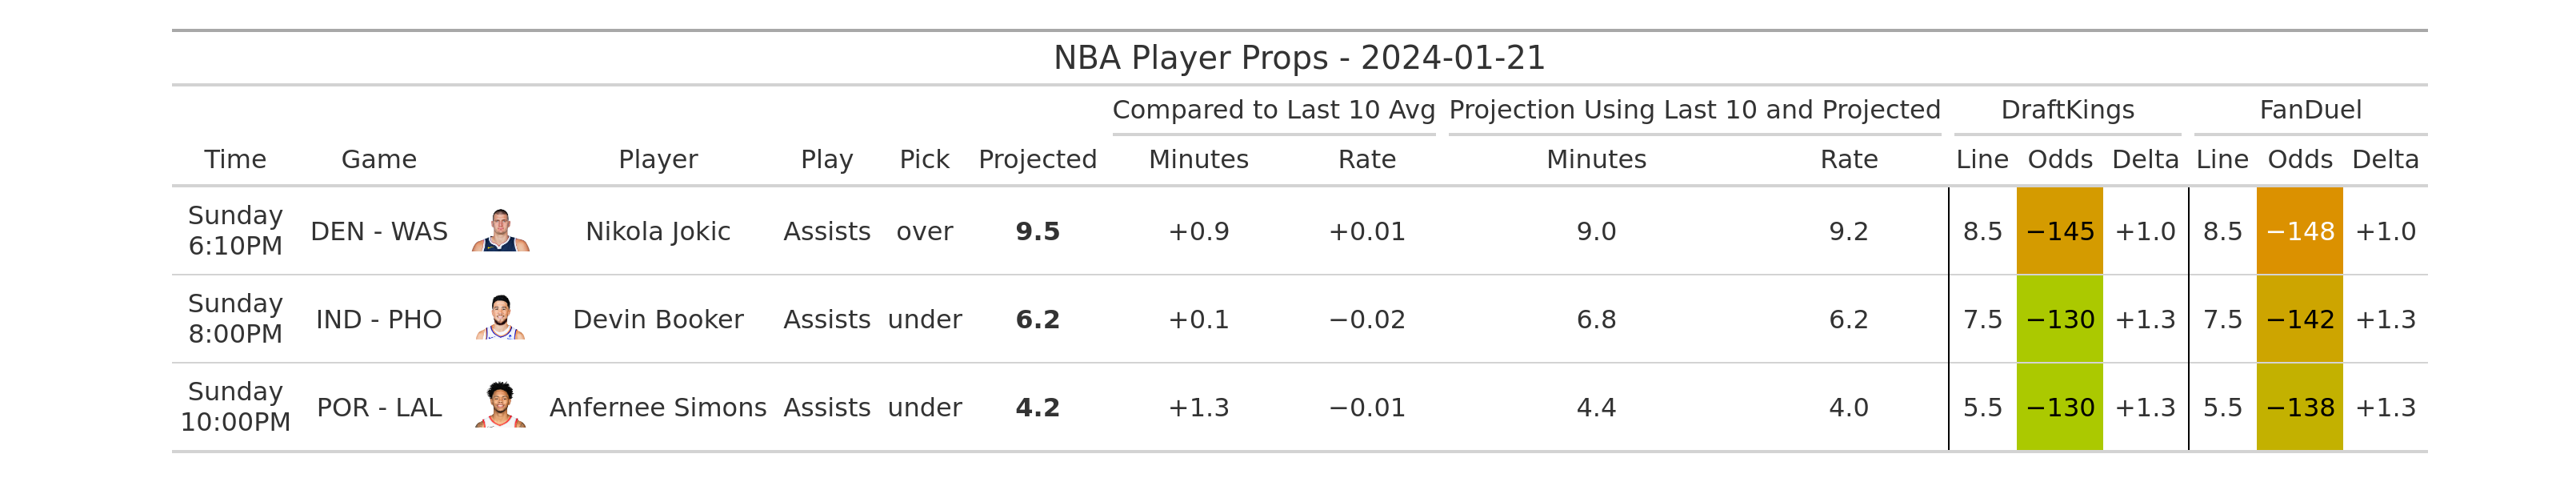 NBA Player Props - 2024-01-21
Compared to Last 10 Avg Projection Using Last 10 and Projected DraftKings FanDuel
Time Game Player Play Pick Projected Minutes Rate Minutes Rate Line Odds Delta Line Odds Delta
Sunday
6:10PM DEN - WAS Nikola Jokic Assists over 9.5 +0.9 +0.01 9.0 9.2 8.5 −145 +1.0 8.5 −148 +1.0
Sunday
8:00PM IND - PHO Devin Booker Assists under 6.2 +0.1 −0.02 6.8 6.2 7.5 −130 +1.3 7.5 −142 +1.3
Sunday
10:00PM POR - LAL Anfernee Simons Assists under 4.2 +1.3 −0.01 4.4 4.0 5.5 −130 +1.3 5.5 −138 +1.3